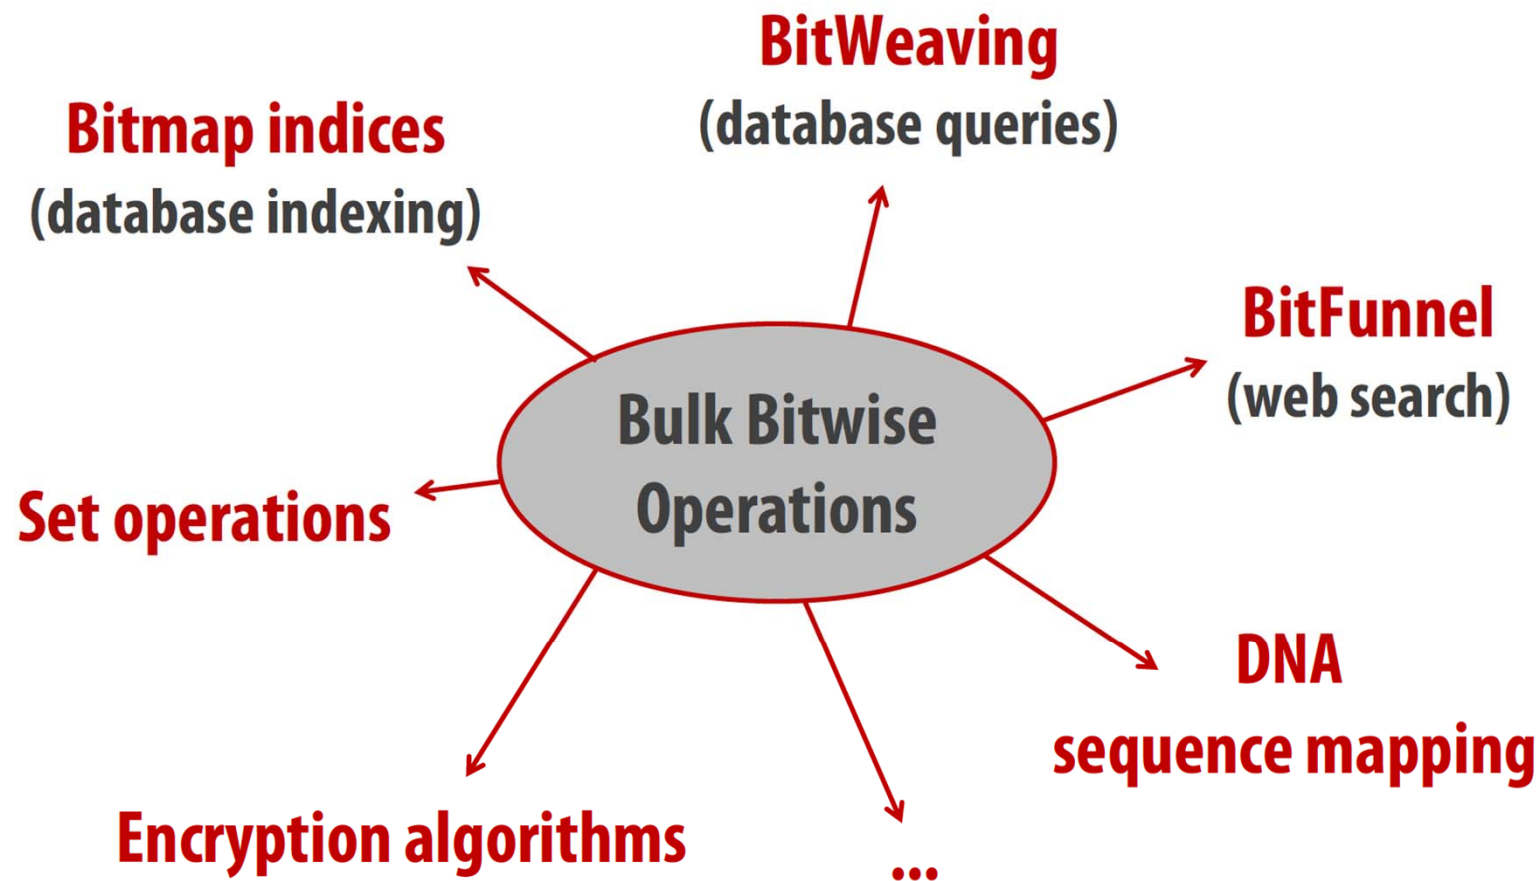 BitWeaving
(database queries)
Bitmap indices
(database indexing)
BitFunnel
(web search)
Bulk Bitwise
Operations
Set operations
DNA
sequence mapping
Encryption algorithms
...